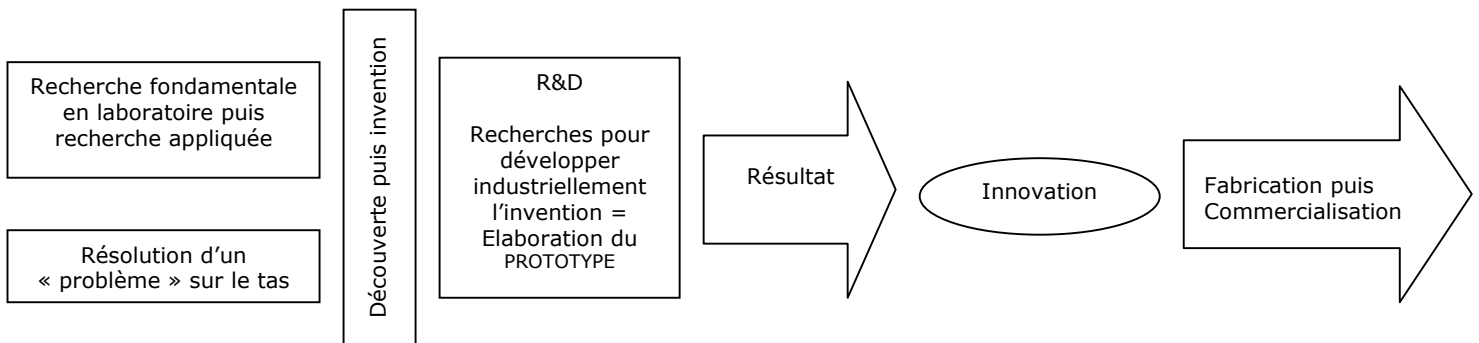 Recherche fondamentale
en laboratoire puis
recherche appliquée
Résolution d'un
« problème » sur le tas
Découverte puis invention
R&D
Recherches pour
développer
industriellement
l'invention =
Elaboration du
PROTOTYPE
Résultat
Innovation
Fabrication puis
Commercialisation